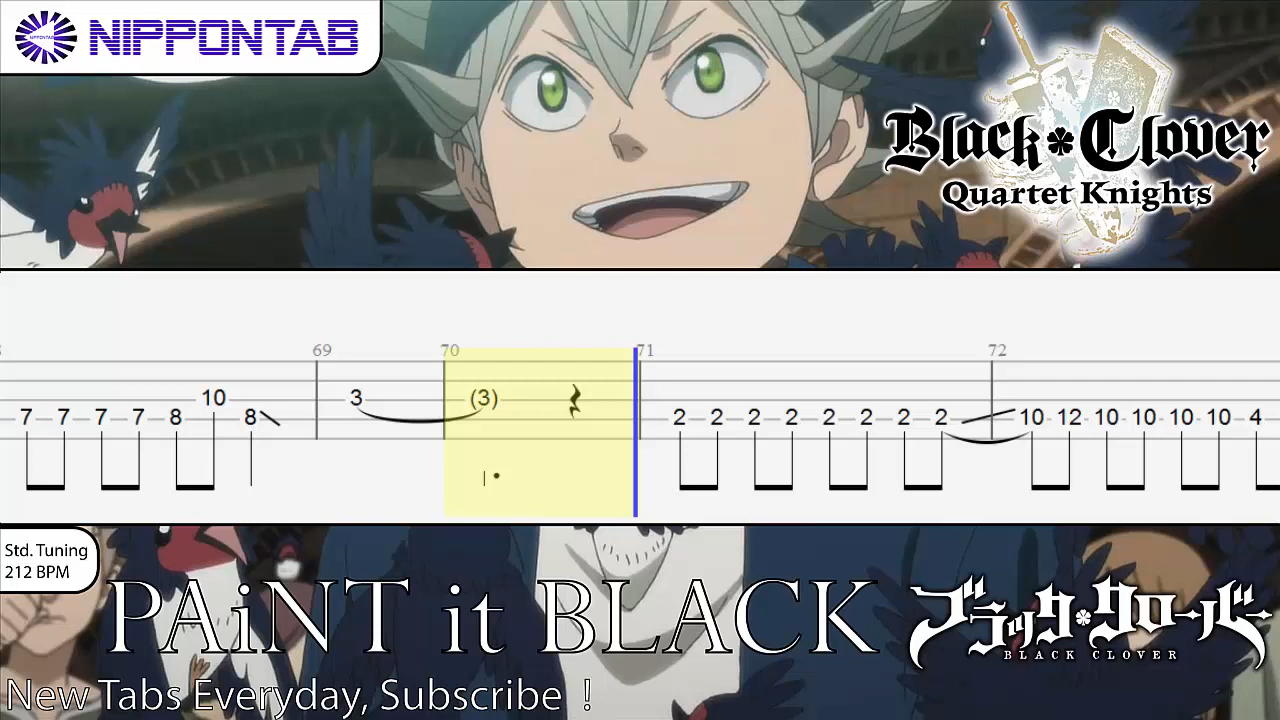 NIPPONTAB
Black Clover
Quartet Knights
69 70 71 72
3 (3)
10
7 7 7 7 8 8 2 2 2 2 2 2 2 2 10 12 10 10 10 10 4
Std. Tuning
212 BPM
PAiNT it BLACK
ブラック・クローバー
BLACK CLOVER
New Tabs Everyday, Subscribe !